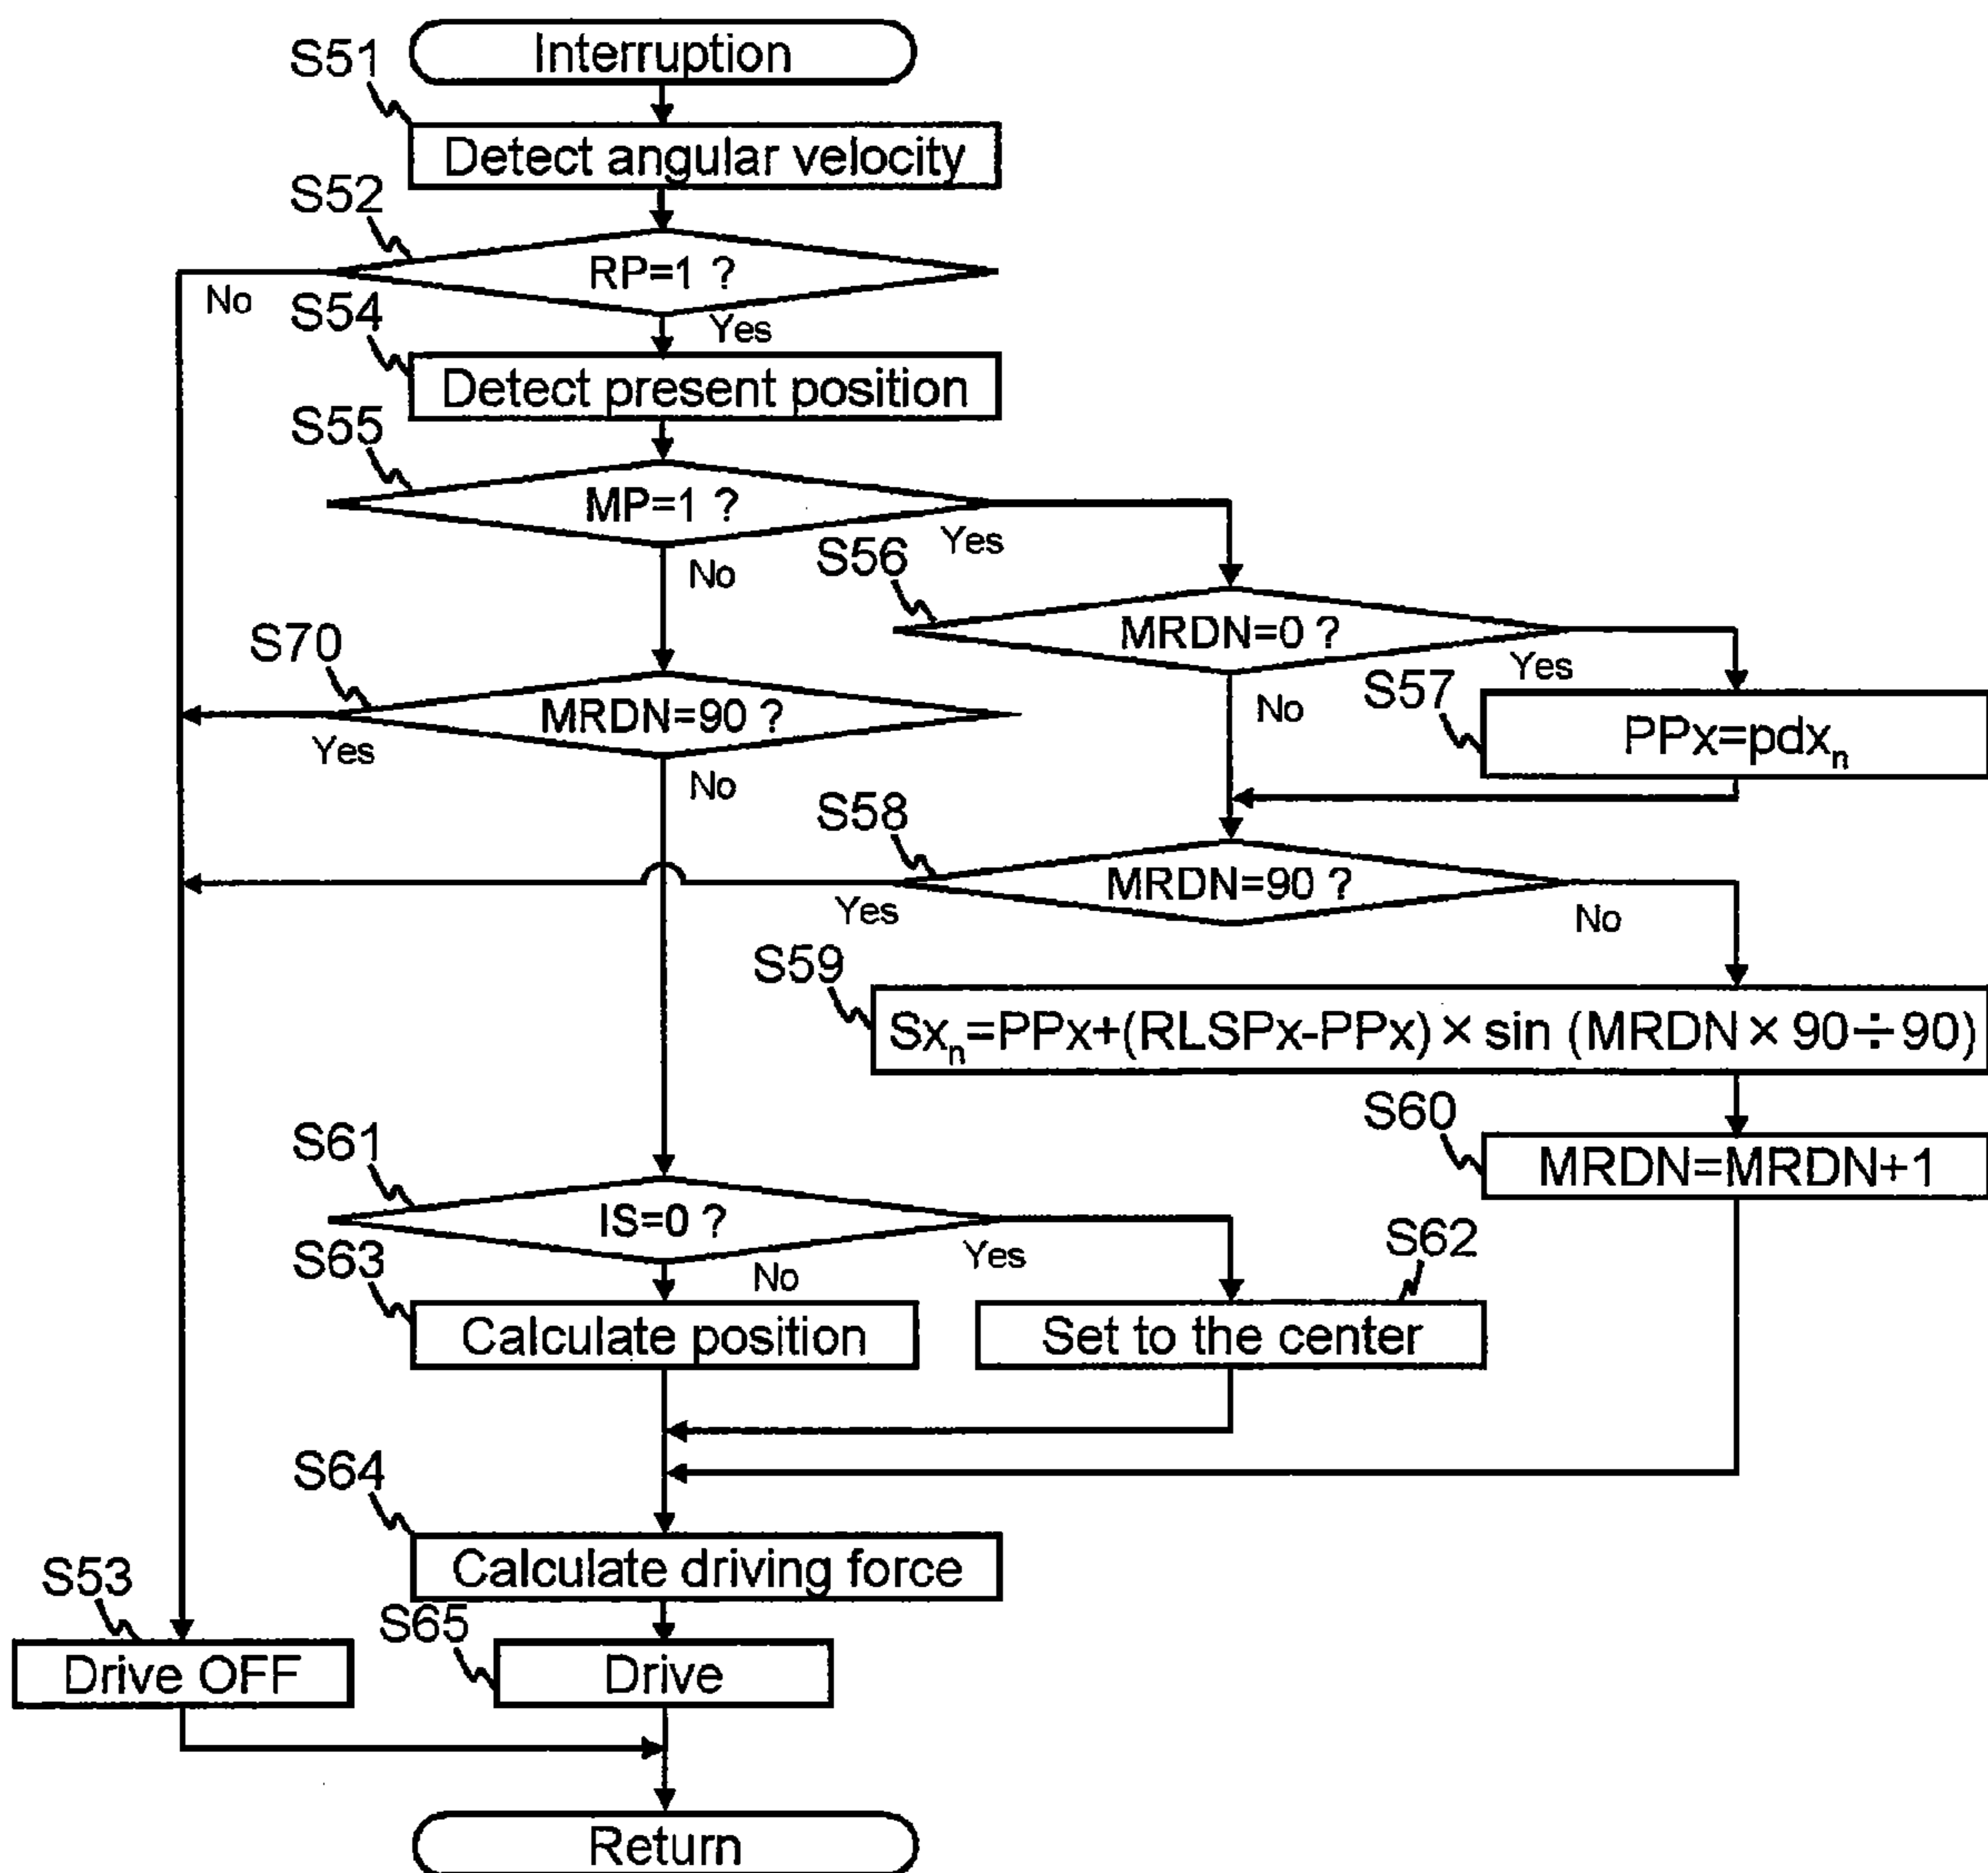 Interruption
S51
Detect angular velocity
S52
RP=1 ?
No
Yes
S54
Detect present position
S55
MP=1 ?
Yes
No
S56
MRDN=0 ?
Yes
No
S57
PPx=pdxₙ
S70
MRDN=90 ?
Yes
No
S58
MRDN=90 ?
Yes
No
S59
Sxₙ=PPx+(RLSPx-PPx)×sin (MRDN×90÷90)
S60
MRDN=MRDN+1
S61
IS=0 ?
Yes
No
S62
Set to the center
S63
Calculate position
S64
Calculate driving force
S53
Drive OFF
S65
Drive
Return